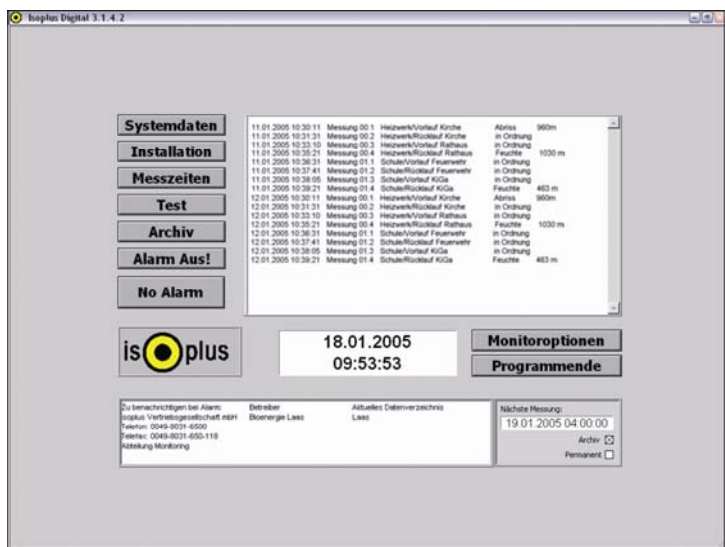 Isoplus Digital 3.1.4.2
Systemdaten
Installation
Messzeiten
Test
Archiv
Alarm Aus!
No Alarm
11.01.2005 10:30:11 Messung 00.1 Heizwerk/Vorlauf Kirche Abriss 960m
11.01.2005 10:31:31 Messung 00.2 Heizwerk/Rücklauf Kirche in Ordnung
11.01.2005 10:33:10 Messung 00.3 Heizwerk/Vorlauf Rathaus in Ordnung
11.01.2005 10:35:21 Messung 00.4 Heizwerk/Rücklauf Rathaus Feuchte 1030 m
11.01.2005 10:36:31 Messung 01.1 Schule/Vorlauf Feuerwehr in Ordnung
11.01.2005 10:37:41 Messung 01.2 Schule/Rücklauf Feuerwehr in Ordnung
11.01.2005 10:38:05 Messung 01.3 Schule/Vorlauf KiGa in Ordnung
11.01.2005 10:39:21 Messung 01.4 Schule/Rücklauf KiGa Feuchte 463 m
12.01.2005 10:30:11 Messung 00.1 Heizwerk/Vorlauf Kirche Abriss 960m
12.01.2005 10:31:31 Messung 00.2 Heizwerk/Rücklauf Kirche in Ordnung
12.01.2005 10:33:10 Messung 00.3 Heizwerk/Vorlauf Rathaus in Ordnung
12.01.2005 10:35:21 Messung 00.4 Heizwerk/Rücklauf Rathaus Feuchte 1030 m
12.01.2005 10:36:31 Messung 01.1 Schule/Vorlauf Feuerwehr in Ordnung
12.01.2005 10:37:41 Messung 01.2 Schule/Rücklauf Feuerwehr in Ordnung
12.01.2005 10:38:05 Messung 01.3 Schule/Vorlauf KiGa in Ordnung
12.01.2005 10:39:21 Messung 01.4 Schule/Rücklauf KiGa Feuchte 463 m
isoplus
18.01.2005
09:53:53
Monitoroptionen
Programmende
Zu benachrichtigen bei Alarm: Betreiber Aktuelles Datenverzeichnis
isoplus Vertriebsgesellschaft mbH Bioenergie Laas Laas
Telefon: 0049-8031-6500
Telefax: 0049-8031-650-118
Abteilung Monitoring
Nächste Messung:
19.01.2005 04:00:00
Archiv
Permanent